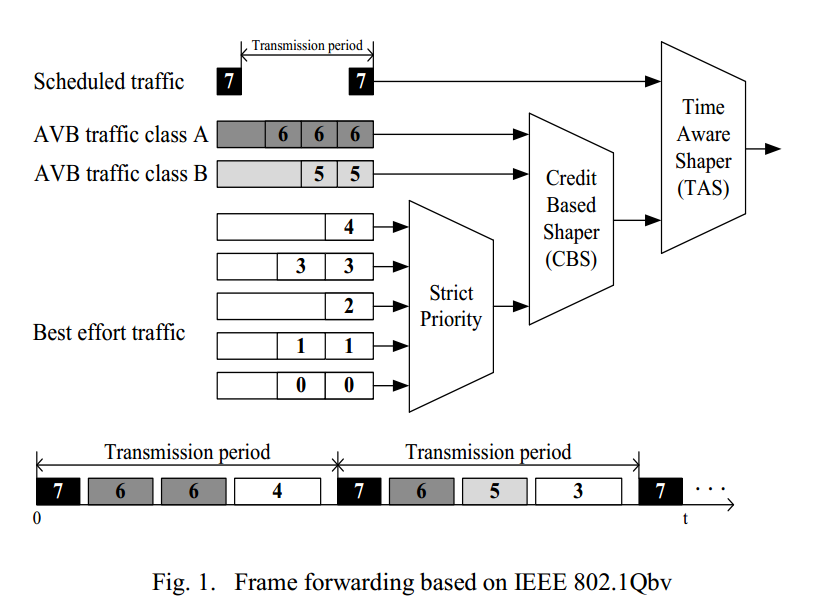 Transmission period
Scheduled traffic
7
7
Time
Aware
Shaper
(TAS)
AVB traffic class A
6 6 6
AVB traffic class B
5 5
Credit
Based
Shaper
(CBS)
4
3 3
2
Strict
Priority
Best effort traffic
1 1
0 0
Transmission period
Transmission period
7 6 6 4 7 6 5 3 7 · · ·
0
t
Fig. 1. Frame forwarding based on IEEE 802.1Qbv